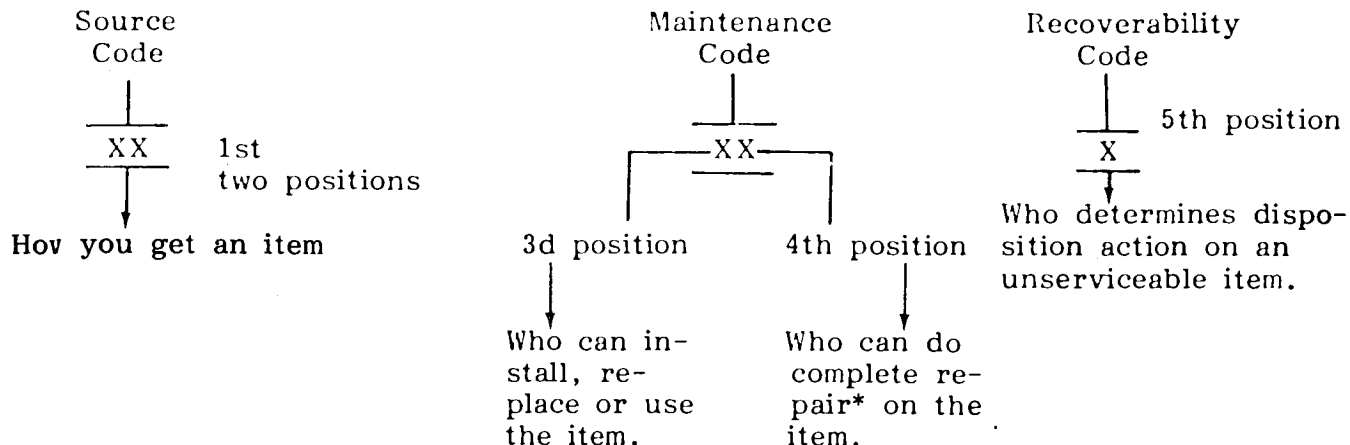 Source
Code
XX
1st
two positions
Hov you get an item
Maintenance
Code
XX
3d position
Who can in-
stall, re-
place or use
the item.
4th position
Who can do
complete re-
pair* on the
item.
Recoverability
Code
5th position
X
Who determines dispo-
sition action on an
unserviceable item.